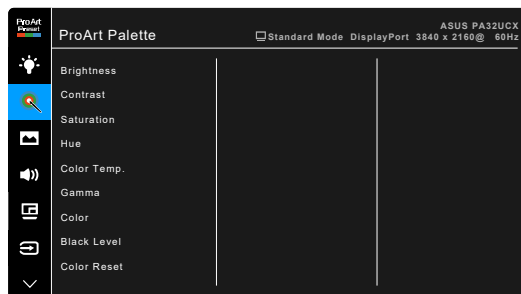 ProArt
Preset
ProArt Palette
ASUS PA32UCX
Standard Mode DisplayPort 3840 x 2160@ 60Hz
Brightness
Contrast
Saturation
Hue
Color Temp.
Gamma
Color
Black Level
Color Reset